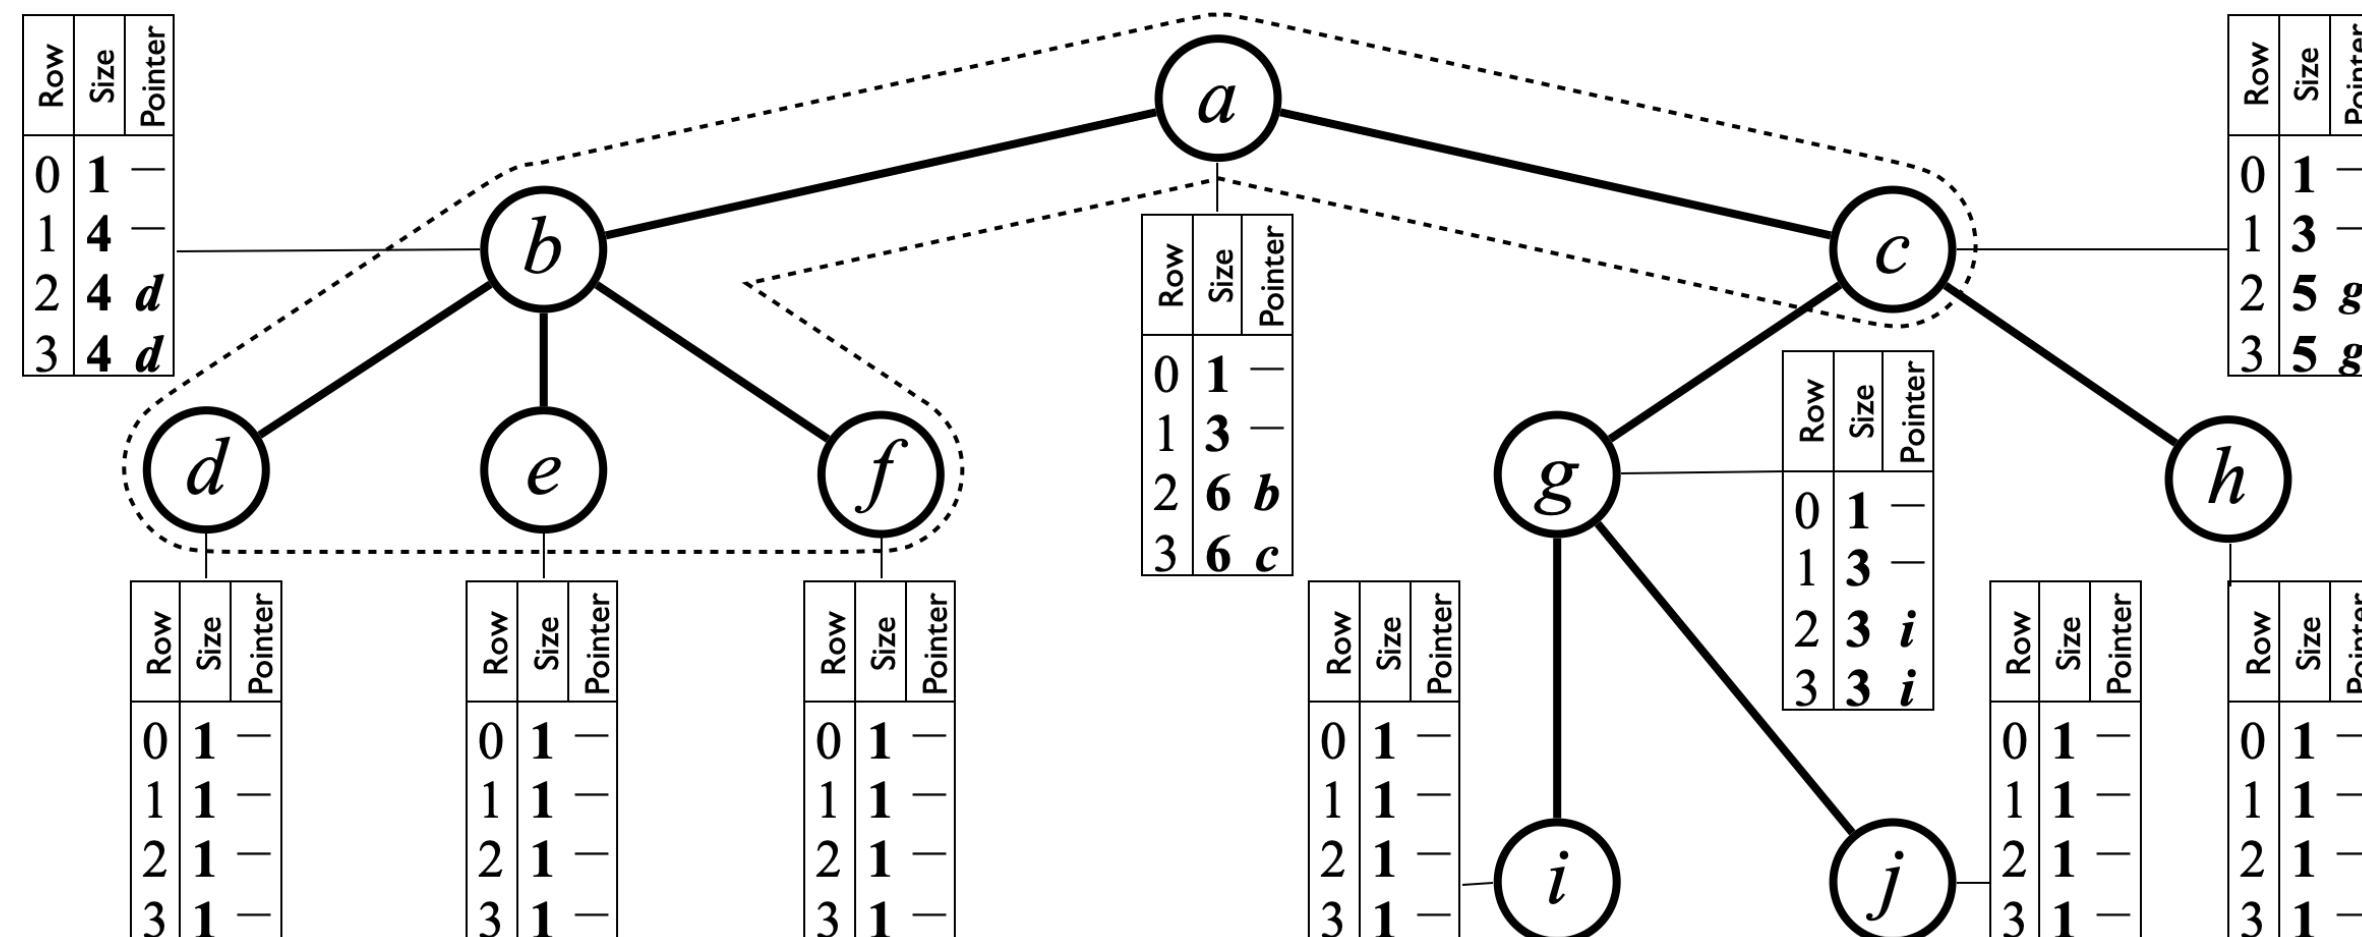 Row Size Pointer
0 1 —
1 4 —
2 4 d
3 4 d
a
Row Size Pointer
0 1 —
1 3 —
2 5 g
3 5 g
b
c
Row Size Pointer
0 1 —
1 3 —
2 6 b
3 6 c
d
e
f
g
Row Size Pointer
0 1 —
1 3 —
2 3 i
3 3 i
h
Row Size Pointer
0 1 —
1 1 —
2 1 —
3 1 —
Row Size Pointer
0 1 —
1 1 —
2 1 —
3 1 —
Row Size Pointer
0 1 —
1 1 —
2 1 —
3 1 —
Row Size Pointer
0 1 —
1 1 —
2 1 —
3 1 —
i
j
Row Size Pointer
0 1 —
1 1 —
2 1 —
3 1 —
Row Size Pointer
0 1 —
1 1 —
2 1 —
3 1 —